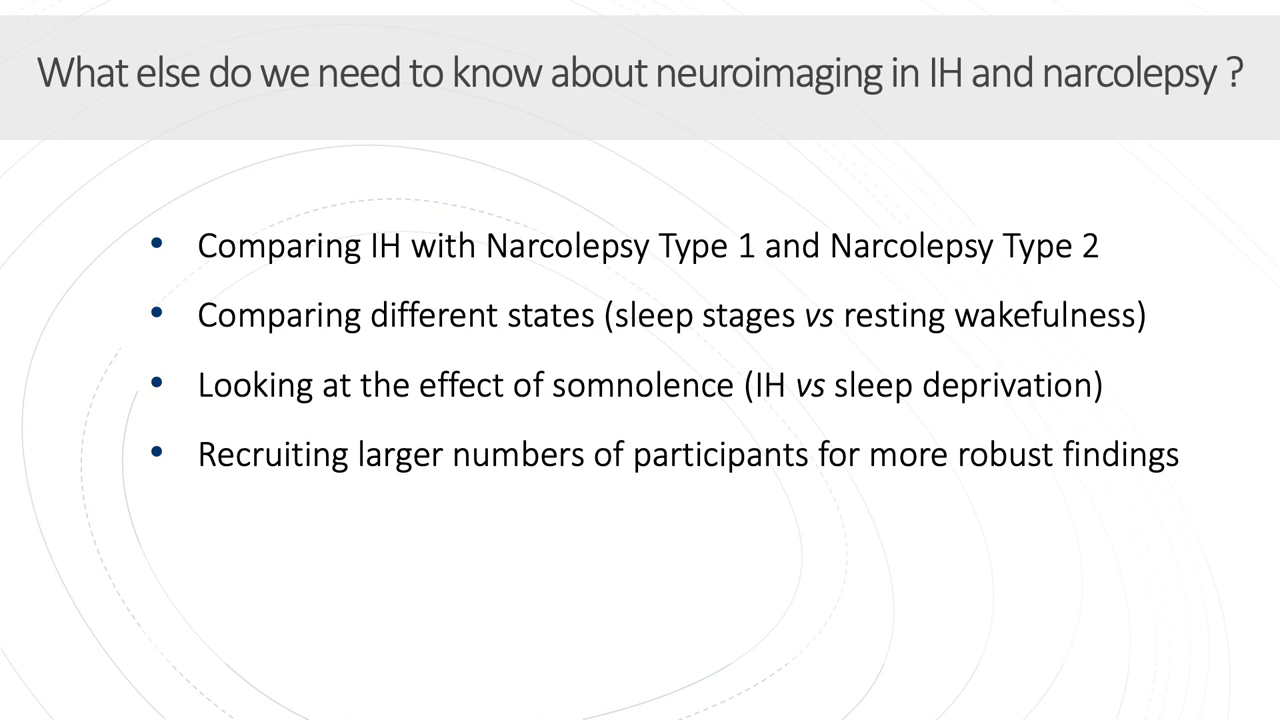 What else do we need to know about neuroimaging in IH and narcolepsy ?
• Comparing IH with Narcolepsy Type 1 and Narcolepsy Type 2
• Comparing different states (sleep stages vs resting wakefulness)
• Looking at the effect of somnolence (IH vs sleep deprivation)
• Recruiting larger numbers of participants for more robust findings